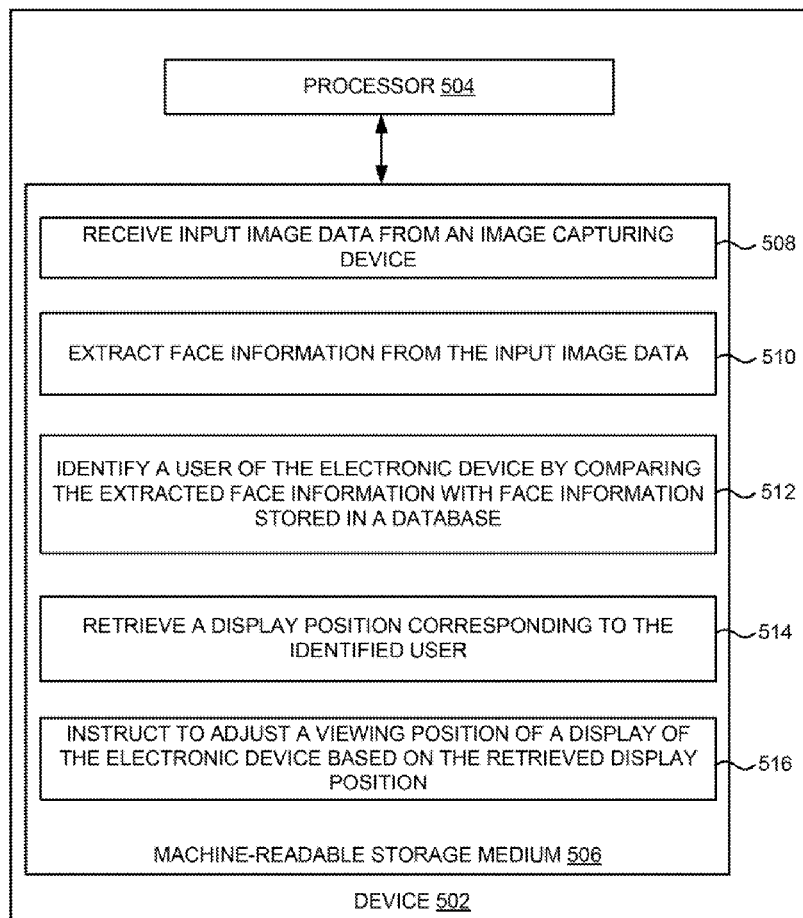 PROCESSOR 504
RECEIVE INPUT IMAGE DATA FROM AN IMAGE CAPTURING
DEVICE
508
EXTRACT FACE INFORMATION FROM THE INPUT IMAGE DATA
510
IDENTIFY A USER OF THE ELECTRONIC DEVICE BY COMPARING
THE EXTRACTED FACE INFORMATION WITH FACE INFORMATION
STORED IN A DATABASE
512
RETRIEVE A DISPLAY POSITION CORRESPONDING TO THE
IDENTIFIED USER
514
INSTRUCT TO ADJUST A VIEWING POSITION OF A DISPLAY OF
THE ELECTRONIC DEVICE BASED ON THE RETRIEVED DISPLAY
POSITION
516
MACHINE-READABLE STORAGE MEDIUM 506
DEVICE 502